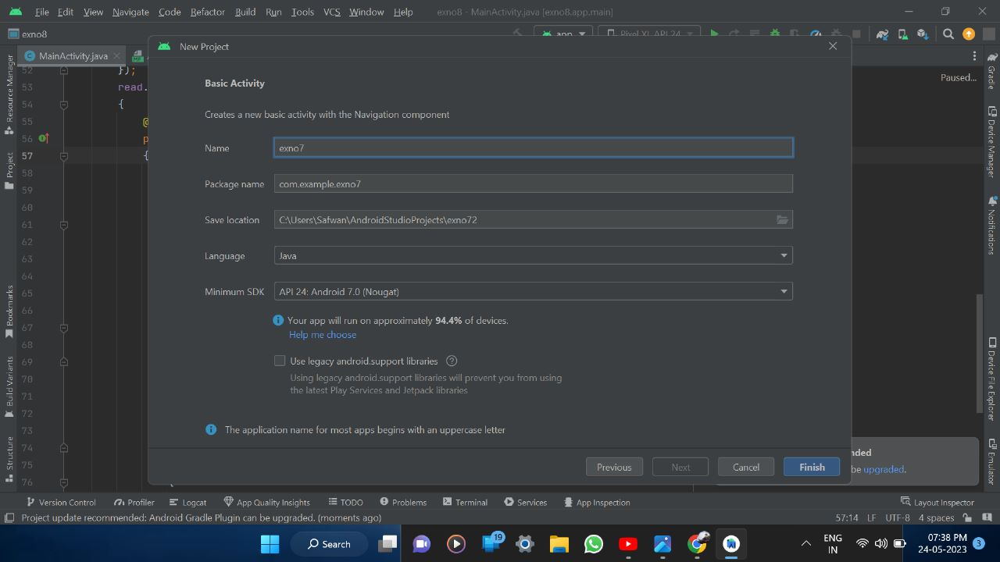 File Edit View Navigate Code Refactor Build Run Tools VCS Window Help exno8 - MainActivity.java [exno8.app.main]
exno8 app Pixel XL API 24
MainActivity.java
New Project
Paused...
Basic Activity
Creates a new basic activity with the Navigation component
Name exno7
Package name com.example.exno7
Save location C:\Users\Safwan\AndroidStudioProjects\exno72
Language Java
Minimum SDK API 24: Android 7.0 (Nougat)
Your app will run on approximately 94.4% of devices.
Help me choose
Use legacy android.support libraries
Using legacy android.support libraries will prevent you from using
the latest Play Services and Jetpack libraries
The application name for most apps begins with an uppercase letter
Previous Next Cancel Finish
nded
be upgraded.
52 });
53 read.
54 {
55 @
56 p
57 {
58
59
60
61
62
63
64
65
66
67
68
69
70
71
72
73
74
75
76
Resource Manager
Project
Bookmarks
Build Variants
Structure
Gradle
Device Manager
Notifications
Device File Explorer
Emulator
Version Control Profiler Logcat App Quality Insights TODO Problems Terminal Services App Inspection Layout Inspector
Project update recommended: Android Gradle Plugin can be upgraded. (moments ago) 57:14 LF UTF-8 4 spaces
Search 19 ENG IN 07:38 PM 24-05-2023 3